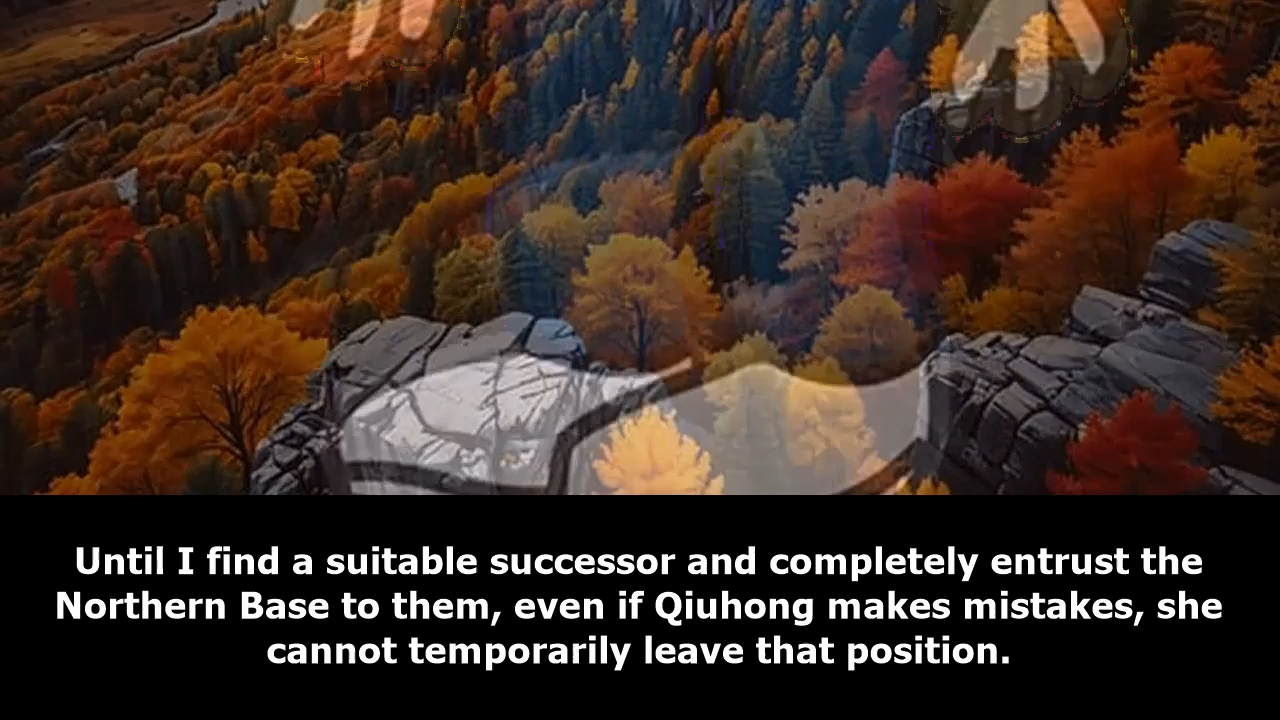 Until I find a suitable successor and completely entrust the
Northern Base to them, even if Qiuhong makes mistakes, she
cannot temporarily leave that position.